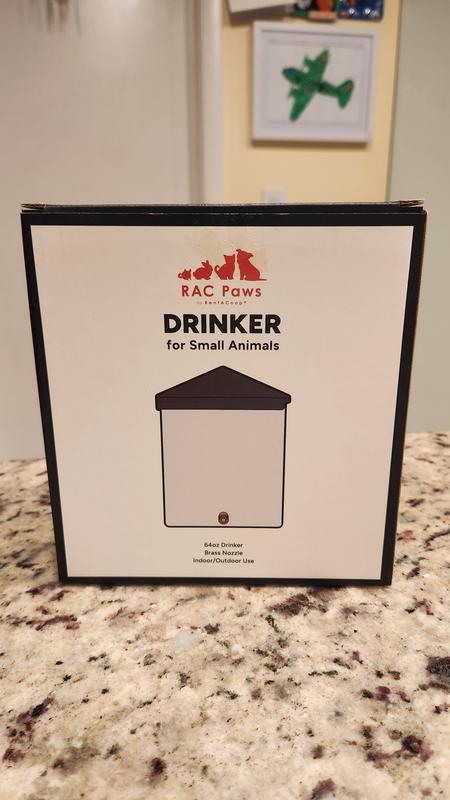 RAC Paws
by RentACoop®
DRINKER
for Small Animals
64oz Drinker
Brass Nozzle
Indoor/Outdoor Use